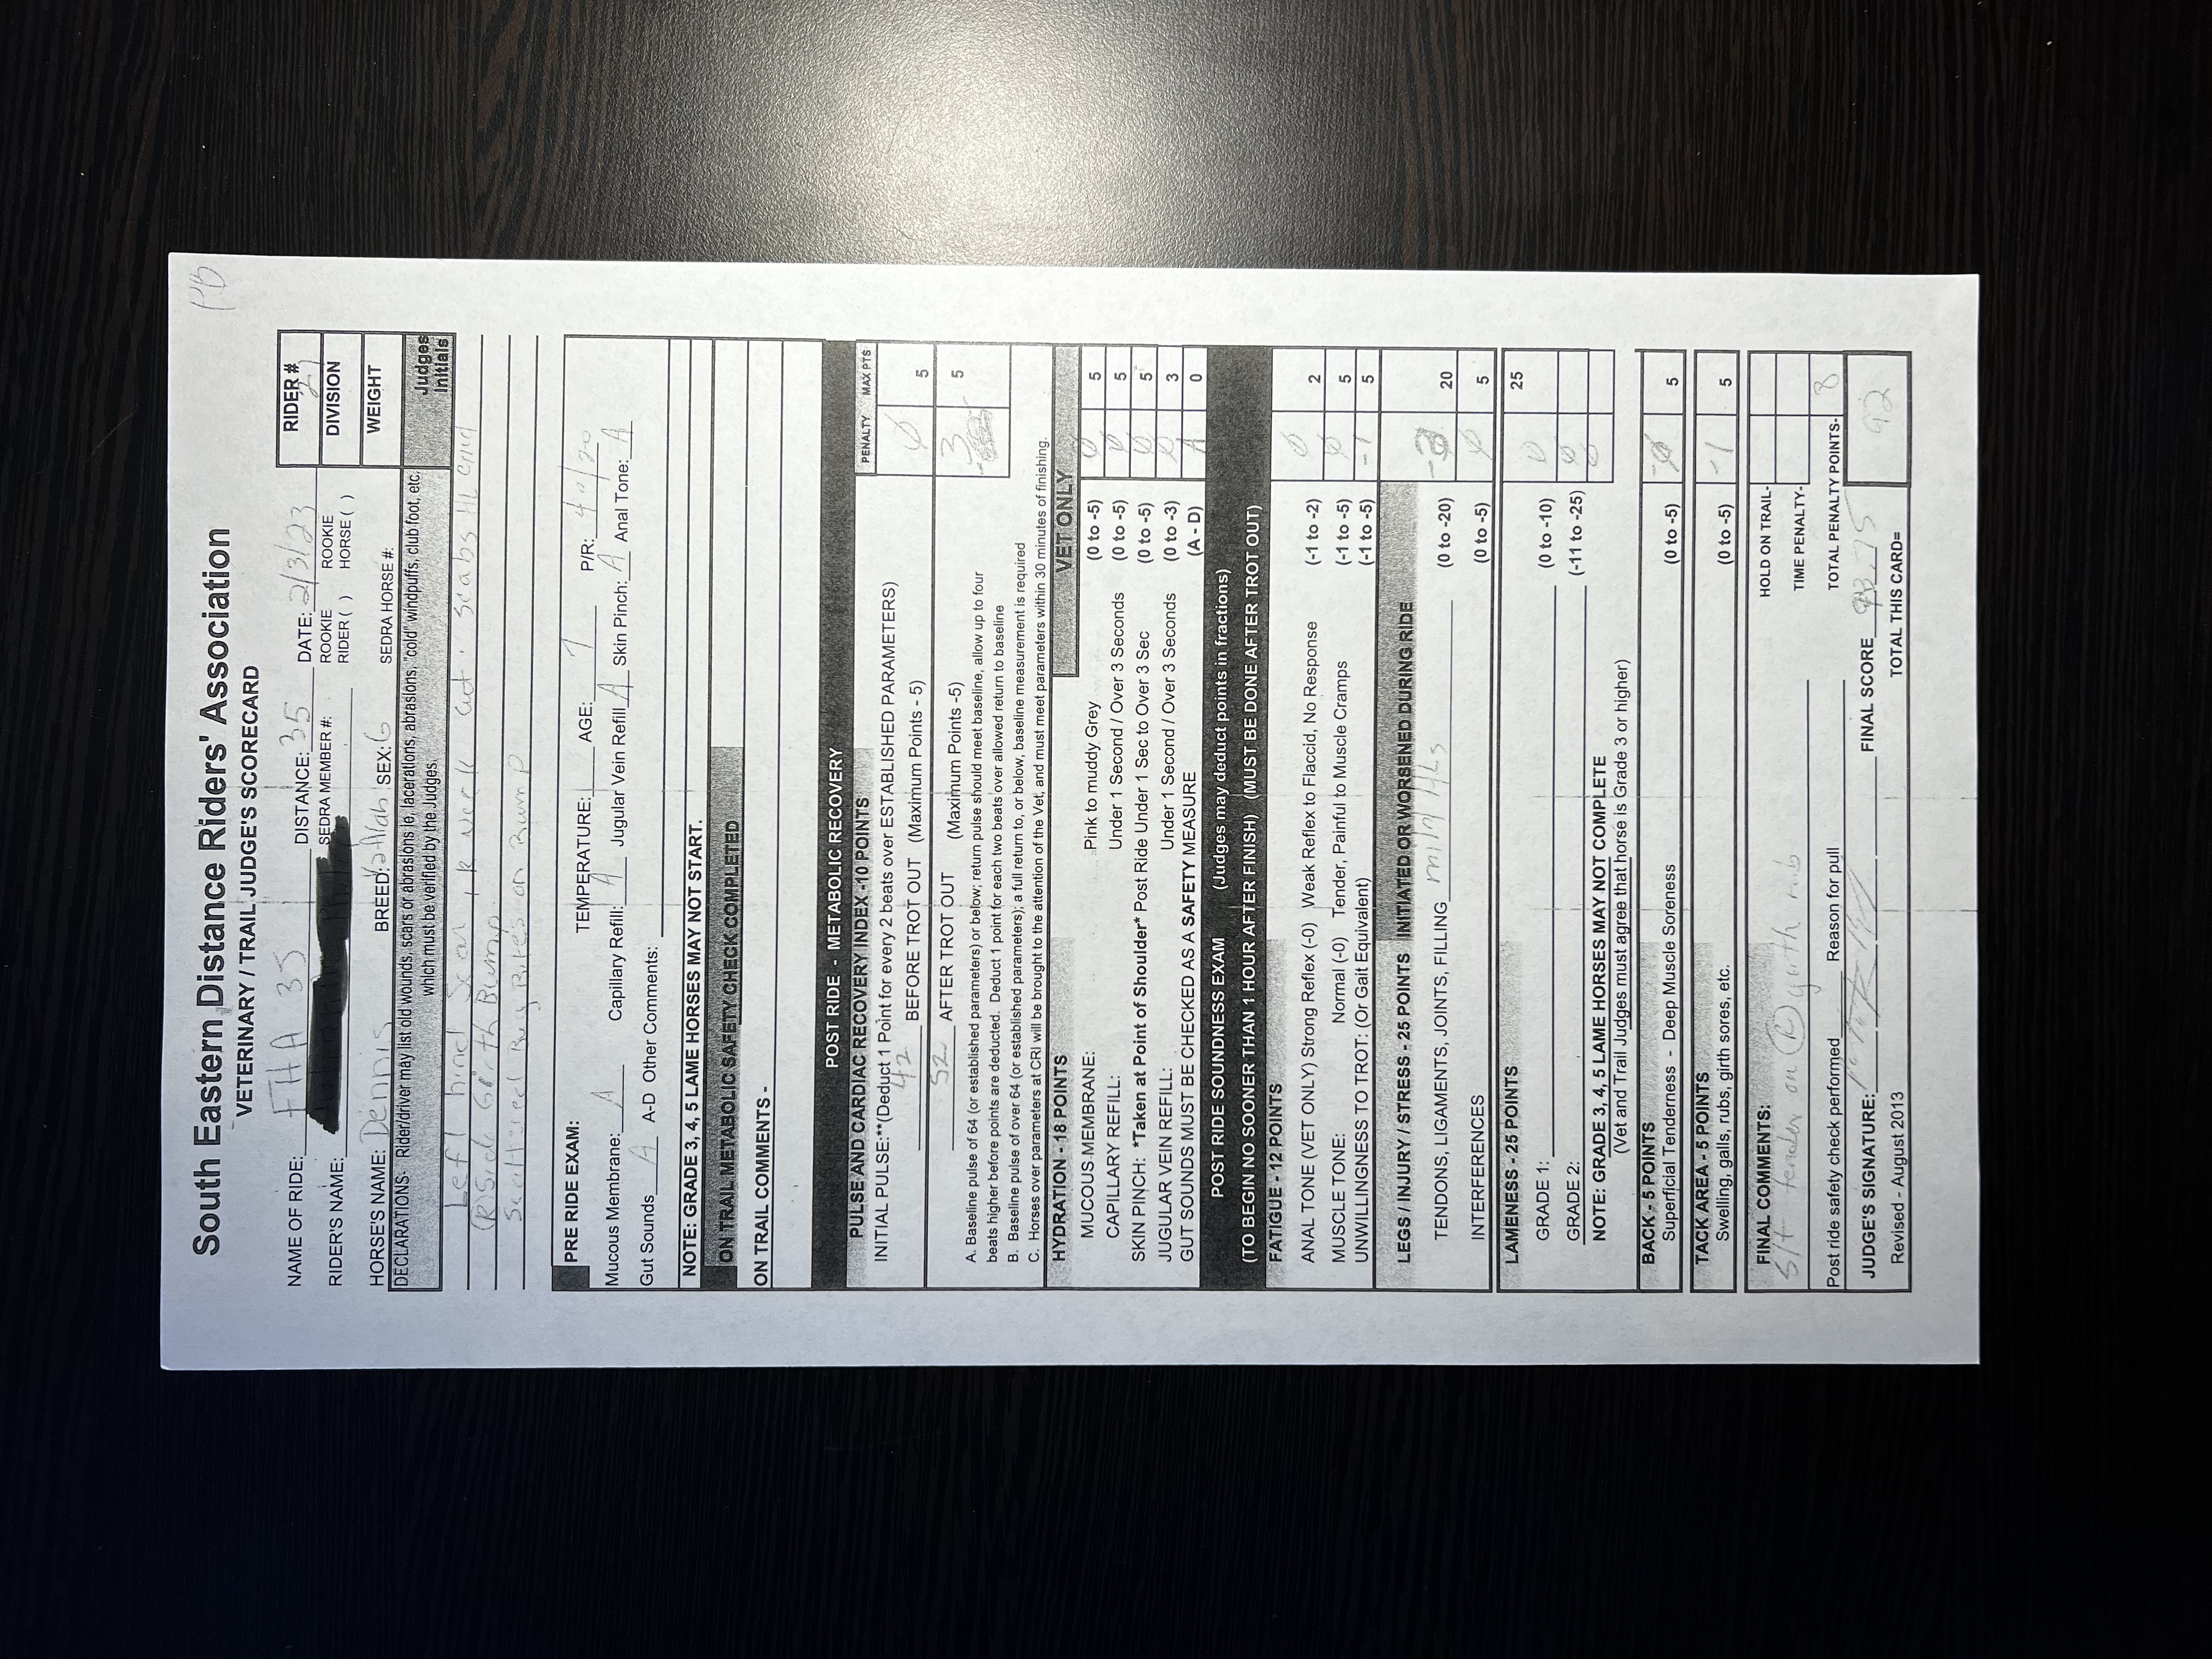 PB
South Eastern Distance Riders' Association
VETERINARY / TRAIL JUDGE'S SCORECARD
NAME OF RIDE: FHA 35 DISTANCE: 35 DATE: 2/3/23 RIDER #
RIDER'S NAME: SEDRA MEMBER #: ROOKIE RIDER ( ) ROOKIE HORSE ( ) DIVISION
HORSE'S NAME: Dennis BREED: 1/2 Arab SEX: G SEDRA HORSE #: WEIGHT
DECLARATIONS- Rider/driver may list old wounds, scars or abrasions ie, lacerations, abrasions, "cold" windpuffs, club foot, etc.
which must be verified by the Judges.
Judges
Initials
Left hind Scar, R Neck cut. Scabs HL
(R) Side Girth Bump
Scattered Bug Bites on Rump
PRE RIDE EXAM: TEMPERATURE: AGE: 7 P/R: 40/20
Mucous Membrane: A Capillary Refill: A Jugular Vein Refill A Skin Pinch: A Anal Tone: A
Gut Sounds A A-D Other Comments:
NOTE: GRADE 3, 4, 5 LAME HORSES MAY NOT START.
ON TRAIL METABOLIC SAFETY CHECK COMPLETED
ON TRAIL COMMENTS -
POST RIDE - METABOLIC RECOVERY
PULSE AND CARDIAC RECOVERY INDEX -10 POINTS PENALTY MAX PTS
INITIAL PULSE:**(Deduct 1 Point for every 2 beats over ESTABLISHED PARAMETERS)
42 BEFORE TROT OUT (Maximum Points - 5) Ø 5
52 AFTER TROT OUT (Maximum Points -5) 3 5
A. Baseline pulse of 64 (or established parameters) or below; return pulse should meet baseline, allow up to four
beats higher before points are deducted. Deduct 1 point for each two beats over allowed return to baseline
B. Baseline pulse of over 64 (or established parameters); a full return to, or below, baseline measurement is required
C. Horses over parameters at CRI will be brought to the attention of the Vet, and must meet parameters within 30 minutes of finishing.
HYDRATION - 18 POINTS VET ONLY
MUCOUS MEMBRANE: Pink to muddy Grey (0 to -5) Ø 5
CAPILLARY REFILL: Under 1 Second / Over 3 Seconds (0 to -5) Ø 5
SKIN PINCH: *Taken at Point of Shoulder* Post Ride Under 1 Sec to Over 3 Sec (0 to -5) Ø 5
JUGULAR VEIN REFILL: Under 1 Second / Over 3 Seconds (0 to -3) Ø 3
GUT SOUNDS MUST BE CHECKED AS A SAFETY MEASURE (A - D) A 0
POST RIDE SOUNDNESS EXAM (Judges may deduct points in fractions)
(TO BEGIN NO SOONER THAN 1 HOUR AFTER FINISH) (MUST BE DONE AFTER TROT OUT)
FATIGUE - 12 POINTS
ANAL TONE (VET ONLY) Strong Reflex (-0) Weak Reflex to Flaccid, No Response (-1 to -2) Ø 2
MUSCLE TONE: Normal (-0) Tender, Painful to Muscle Cramps (-1 to -5) Ø 5
UNWILLINGNESS TO TROT: (Or Gait Equivalent) (-1 to -5) -1 5
LEGS / INJURY / STRESS - 25 POINTS INITIATED OR WORSENED DURING RIDE
TENDONS, LIGAMENTS, JOINTS, FILLING mild HLs (0 to -20) 20
INTERFERENCES (0 to -5) Ø 5
LAMENESS - 25 POINTS 25
GRADE 1: (0 to -10) Ø
GRADE 2: (-11 to -25) Ø
NOTE: GRADE 3, 4, 5 LAME HORSES MAY NOT COMPLETE Ø
(Vet and Trail Judges must agree that horse is Grade 3 or higher)
BACK - 5 POINTS
Superficial Tenderness - Deep Muscle Soreness (0 to -5) Ø 5
TACK AREA - 5 POINTS
Swelling, galls, rubs, girth sores, etc. (0 to -5) -1 5
FINAL COMMENTS: HOLD ON TRAIL-
slt tender on (R) girth rub TIME PENALTY-
Post ride safety check performed Reason for pull TOTAL PENALTY POINTS- 8
JUDGE'S SIGNATURE: FINAL SCORE 93.75 92
Revised - August 2013 TOTAL THIS CARD=